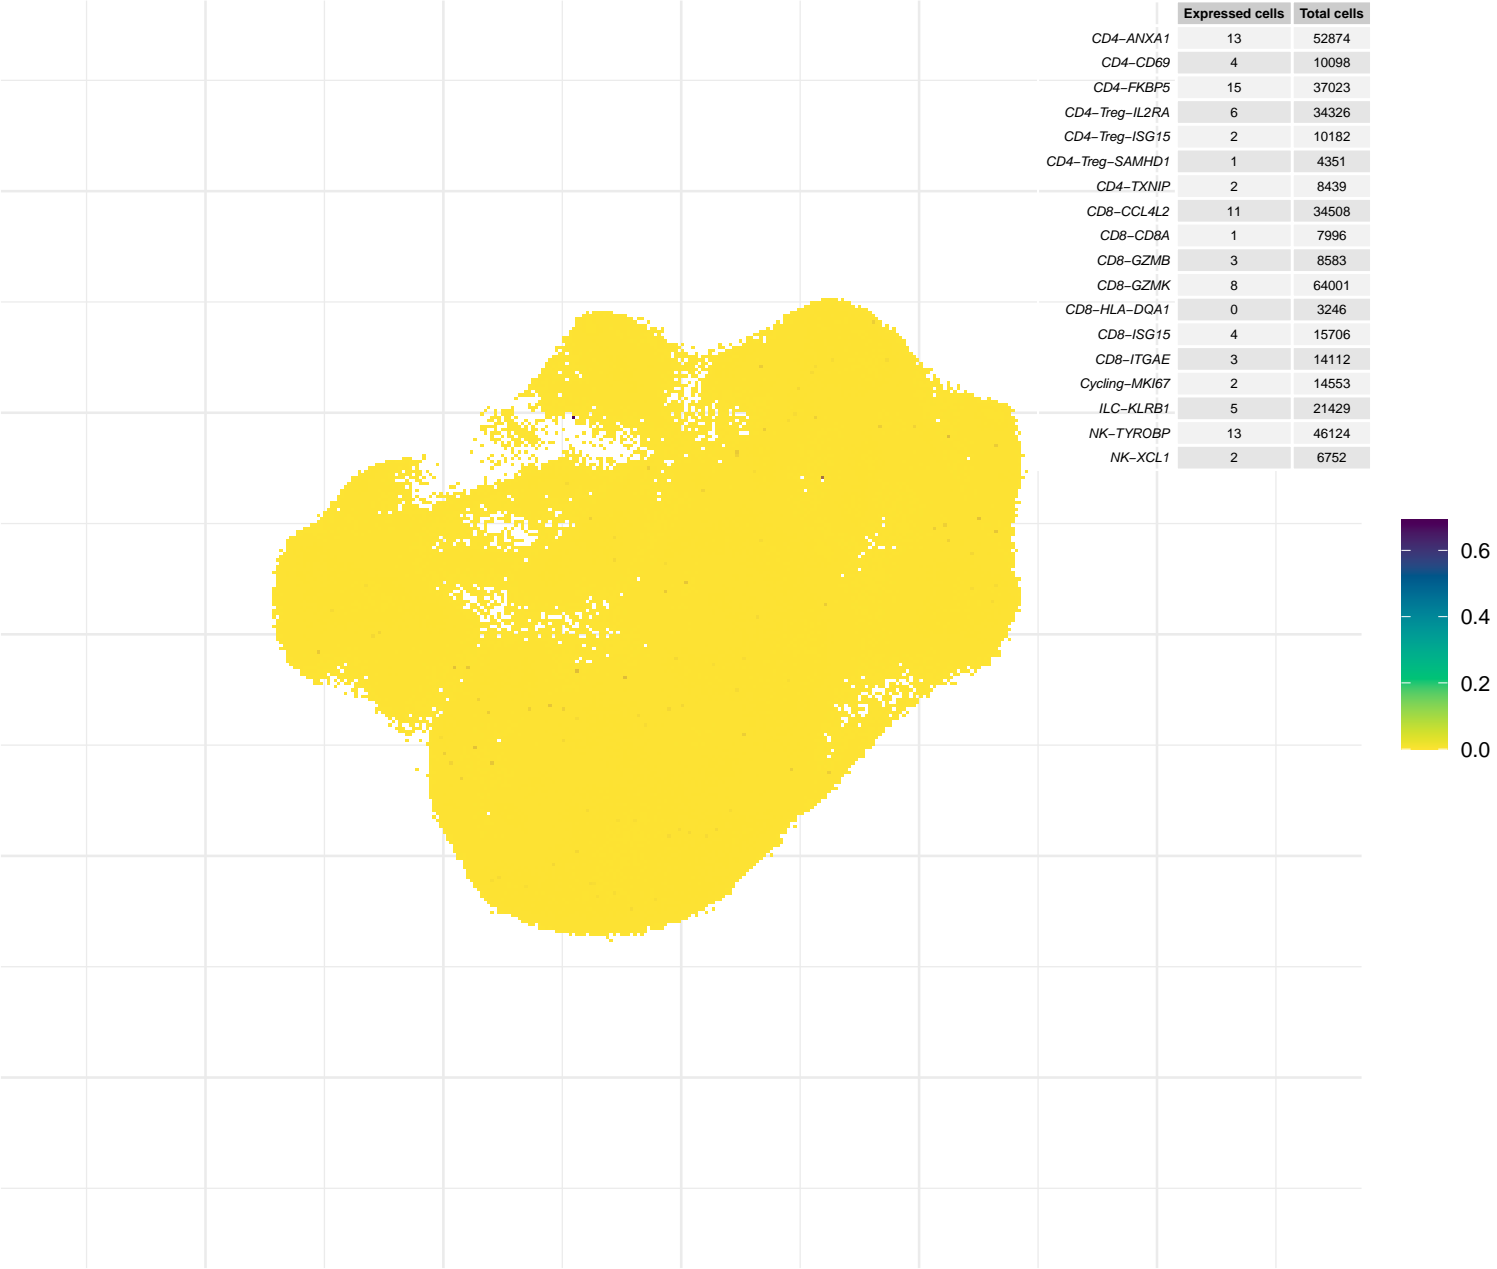 Expressed cells Total cells
CD4−ANXA1 13 52874
CD4−CD69 4 10098
CD4−FKBP5 15 37023
CD4−Treg−IL2RA 6 34326
CD4−Treg−ISG15 2 10182
CD4−Treg−SAMHD1 1 4351
CD4−TXNIP 2 8439
CD8−CCL4L2 11 34508
CD8−CD8A 1 7996
CD8−GZMB 3 8583
CD8−GZMK 8 64001
CD8−HLA−DQA1 0 3246
CD8−ISG15 4 15706
CD8−ITGAE 3 14112
Cycling−MKI67 2 14553
ILC−KLRB1 5 21429
NK−TYROBP 13 46124
NK−XCL1 2 6752
0.6
0.4
0.2
0.0